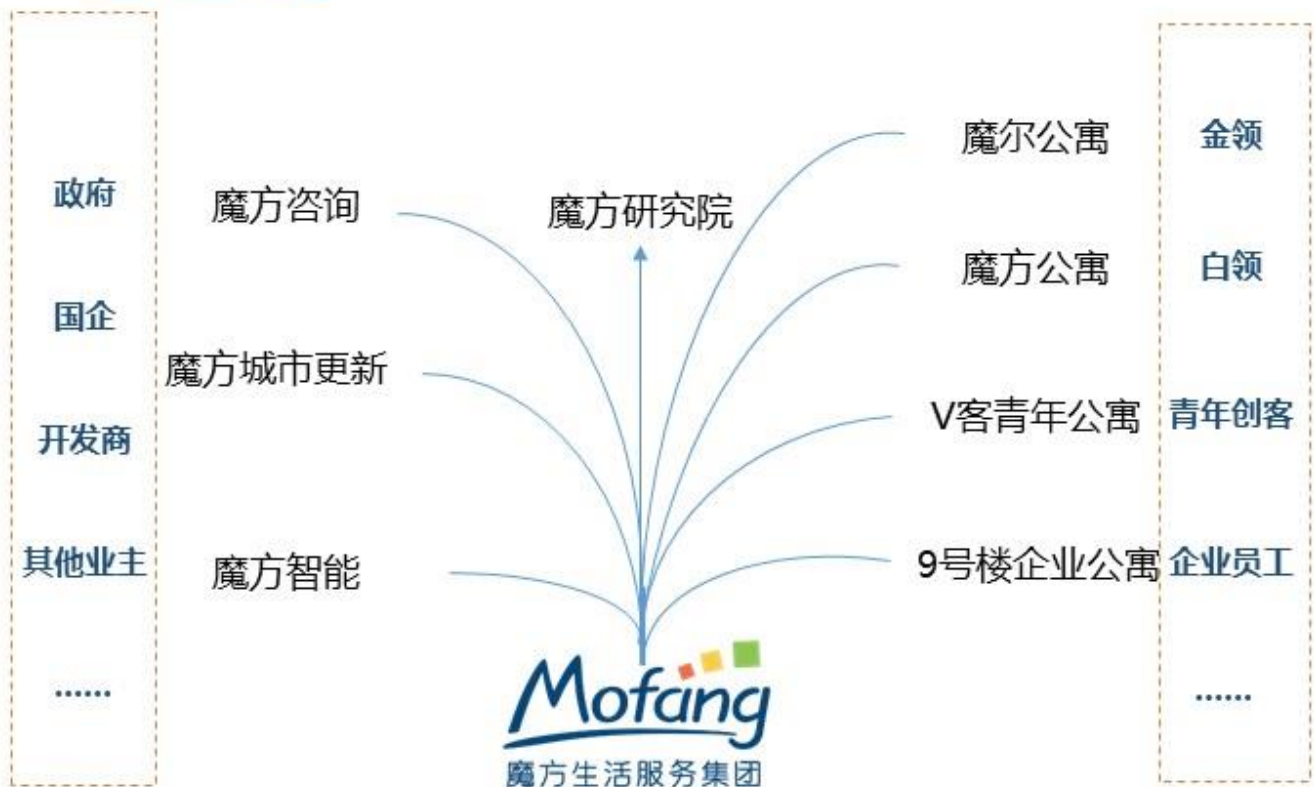 政府
国企
开发商
其他业主
……
魔方咨询
魔方城市更新
魔方智能
魔方研究院
魔尔公寓
魔方公寓
V客青年公寓
9号楼企业公寓
金领
白领
青年创客
企业员工
……
Mofang
魔方生活服务集团